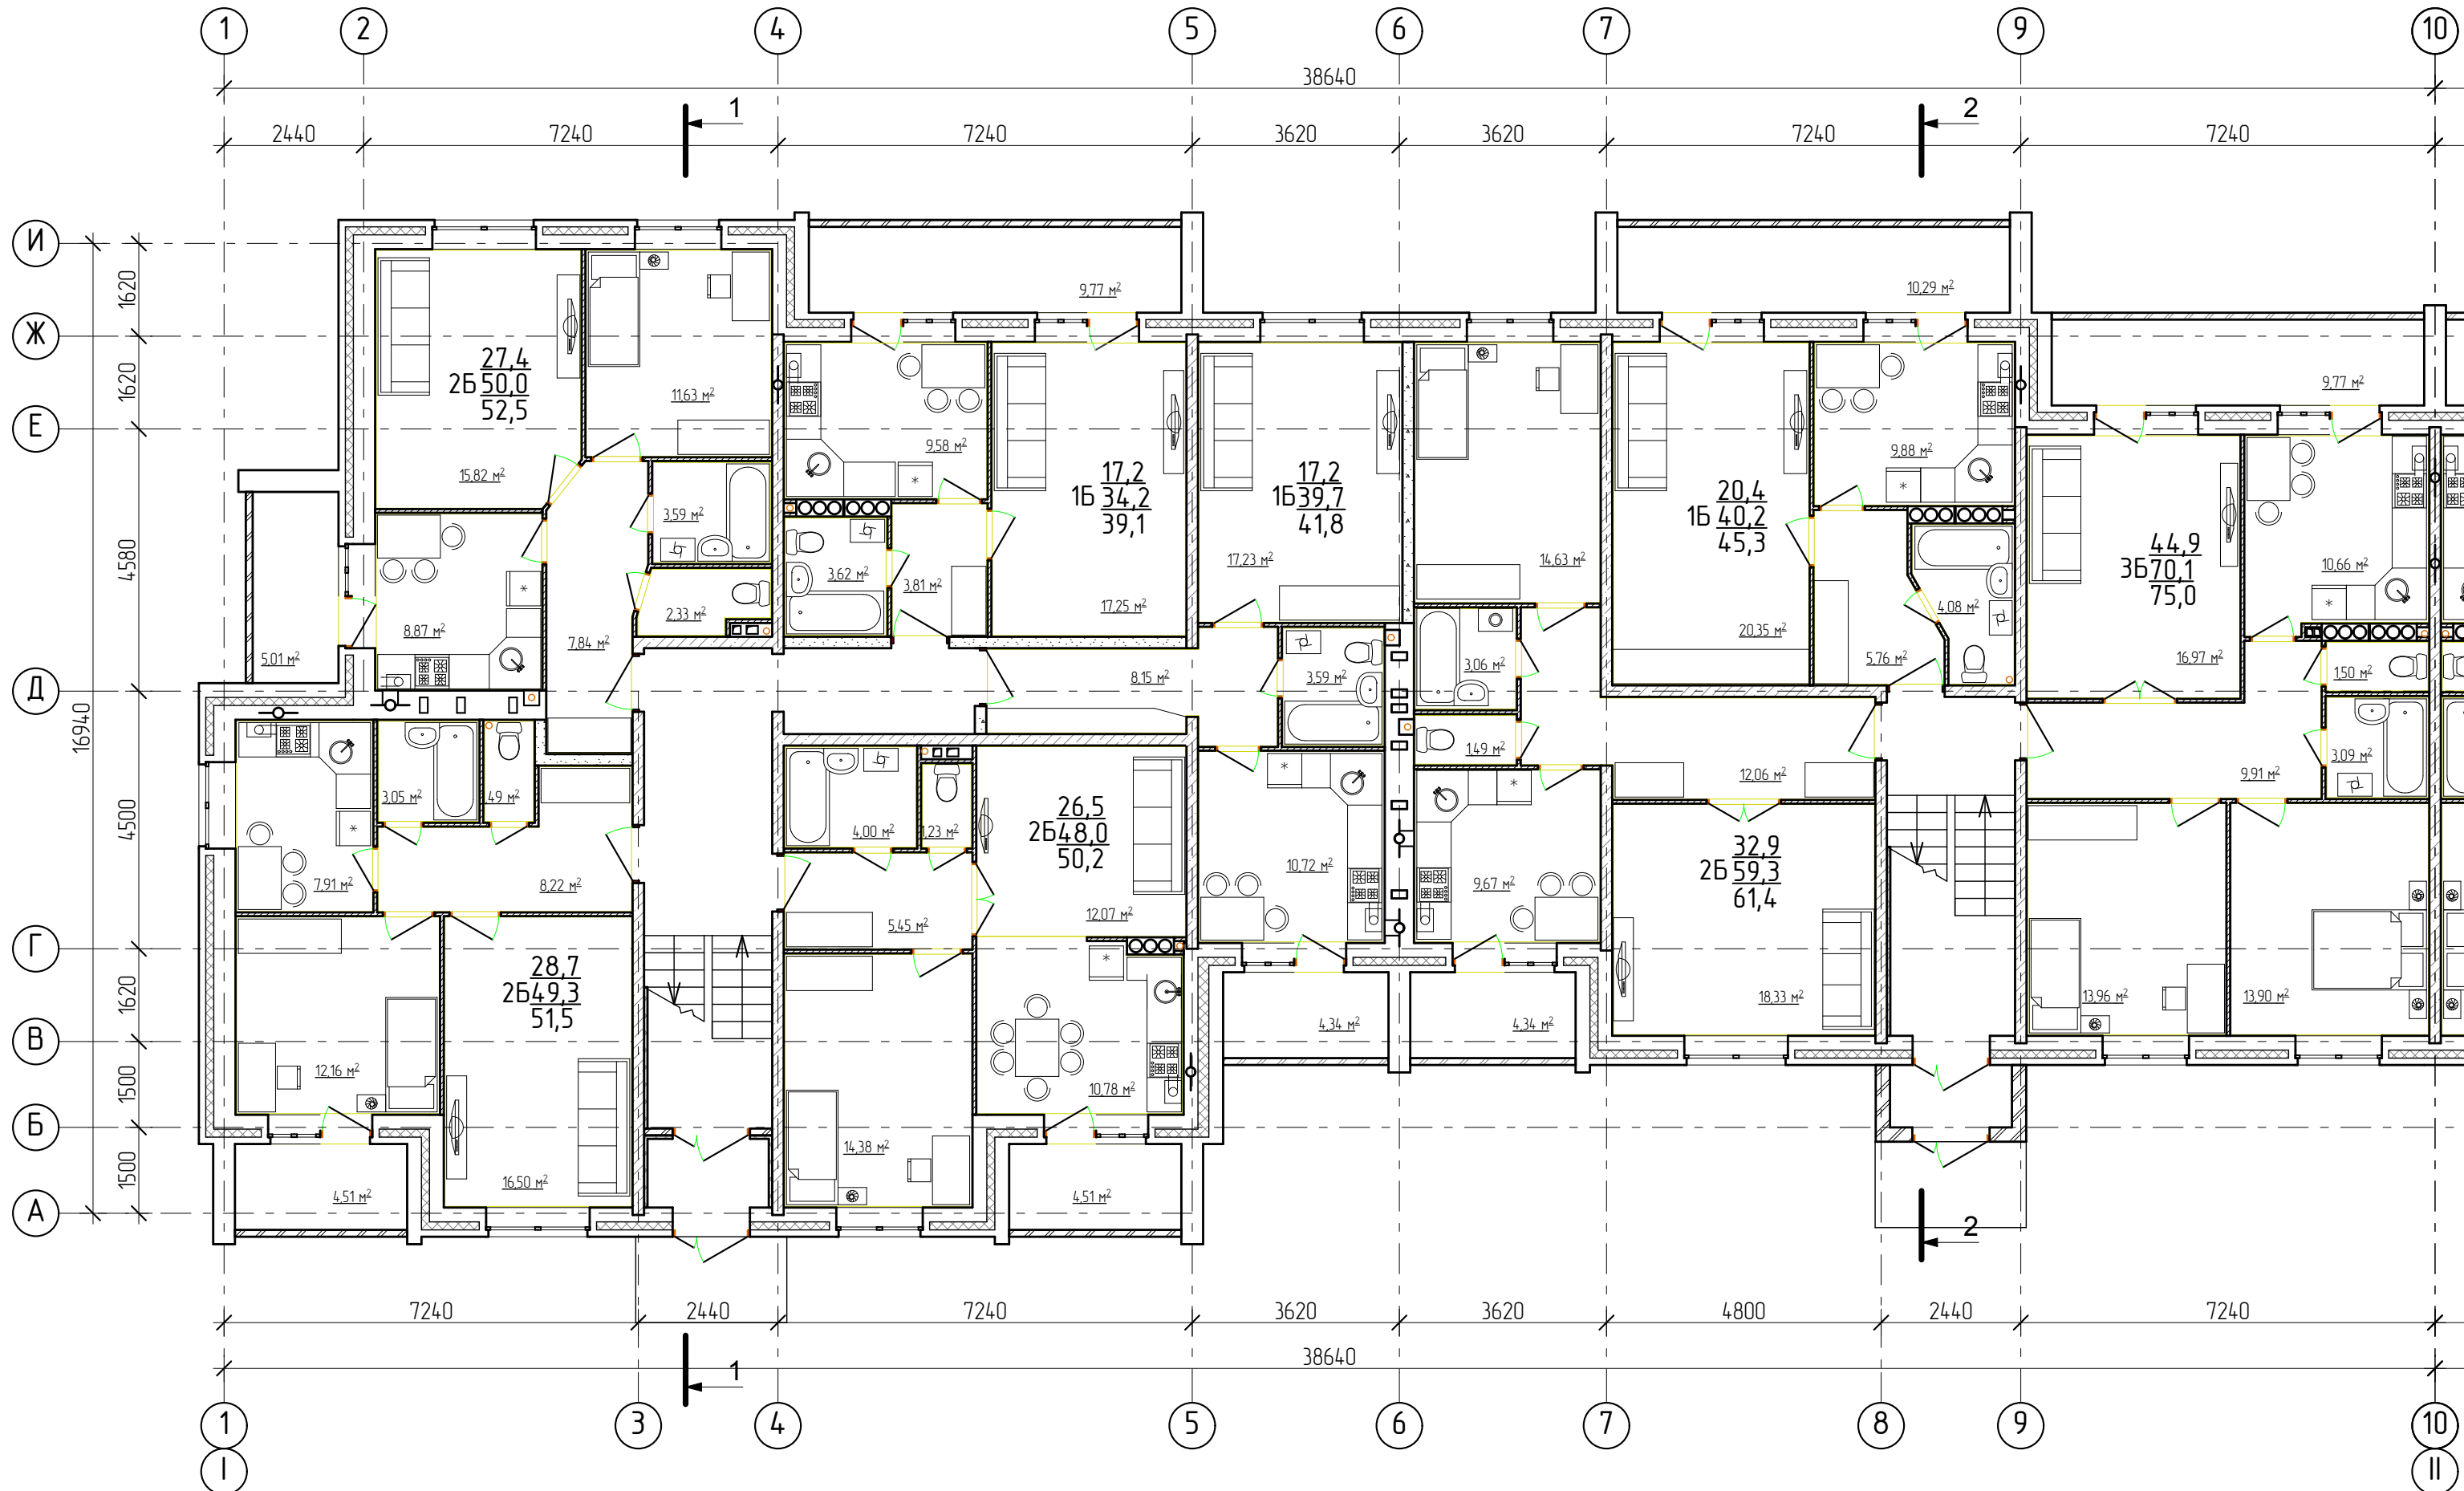 1 2 4 5 6 7 9 10
38640
1 2
2440 7240 7240 3620 3620 7240 7240
И
1620
9,77 м²
10,29 м²
Ж
1620
27,4
2Б 50,0
52,5
11,63 м²
9,77 м²
Е
9,58 м²
9,88 м²
15,82 м²
17,2
1Б 34,2
39,1
17,2
1Б 39,7
41,8
20,4
1Б 40,2
45,3
3,59 м²
4580
3,62 м²
3,81 м²
17,23 м²
14,63 м²
44,9
3Б 70,1
75,0
10,66 м²
2,33 м²
17,25 м²
4,08 м²
8,87 м²
7,84 м²
20,35 м²
5,01 м²
3,06 м²
5,76 м²
16,97 м²
1,50 м²
8,15 м²
3,59 м²
Д
16940
1,49 м²
12,06 м²
9,91 м²
3,09 м²
3,05 м²
,49 м²
4500
4,00 м²
,23 м²
26,5
2Б 48,0
50,2
7,91 м²
8,22 м²
10,72 м²
9,67 м²
32,9
2Б 59,3
61,4
5,45 м²
12,07 м²
Г
28,7
2Б 49,3
51,5
1620
18,33 м²
13,96 м²
13,90 м²
4,34 м²
4,34 м²
В
12,16 м²
10,78 м²
1500
Б
14,38 м²
16,50 м²
1500
4,51 м²
4,51 м²
А
2
7240 2440 7240 3620 3620 4800 2440 7240
38640
1
1 3 4 5 6 7 8 9 10
I II